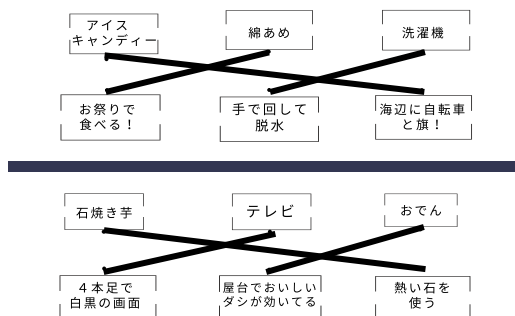 アイス
キャンディー
綿あめ
洗濯機
お祭りで
食べる！
手で回して
脱水
海辺に自転車
と旗！
石焼き芋
テレビ
おでん
４本足で
白黒の画面
屋台でおいしい
ダシが効いてる
熱い石を
使う